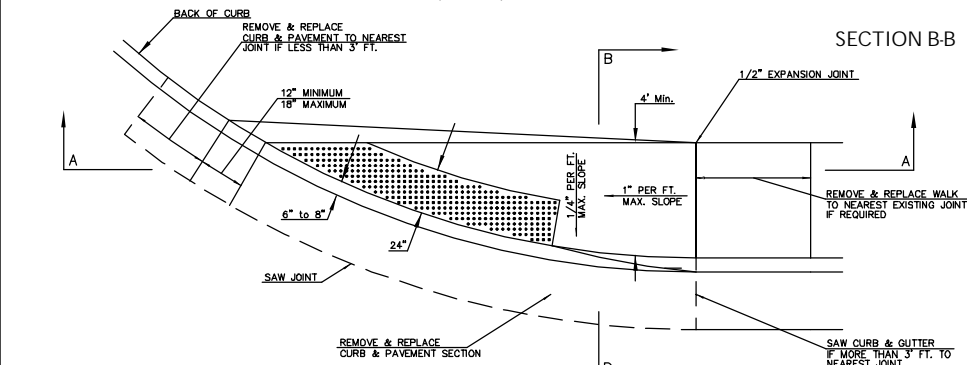 BACK OF CURB
REMOVE & REPLACE
CURB & PAVEMENT TO NEAREST
JOINT IF LESS THAN 3' FT.
B
SECTION B-B
1/2" EXPANSION JOINT
12" MINIMUM
18" MAXIMUM
4' Min.
A
A
1/4" PER FT.
MAX. SLOPE
1" PER FT.
MAX. SLOPE
REMOVE & REPLACE WALK
TO NEAREST EXISTING JOINT
IF REQUIRED
6" to 8"
24"
SAW JOINT
REMOVE & REPLACE
CURB & PAVEMENT SECTION
SAW CURB & GUTTER
IF MORE THAN 3' FT. TO
NEAREST JOINT